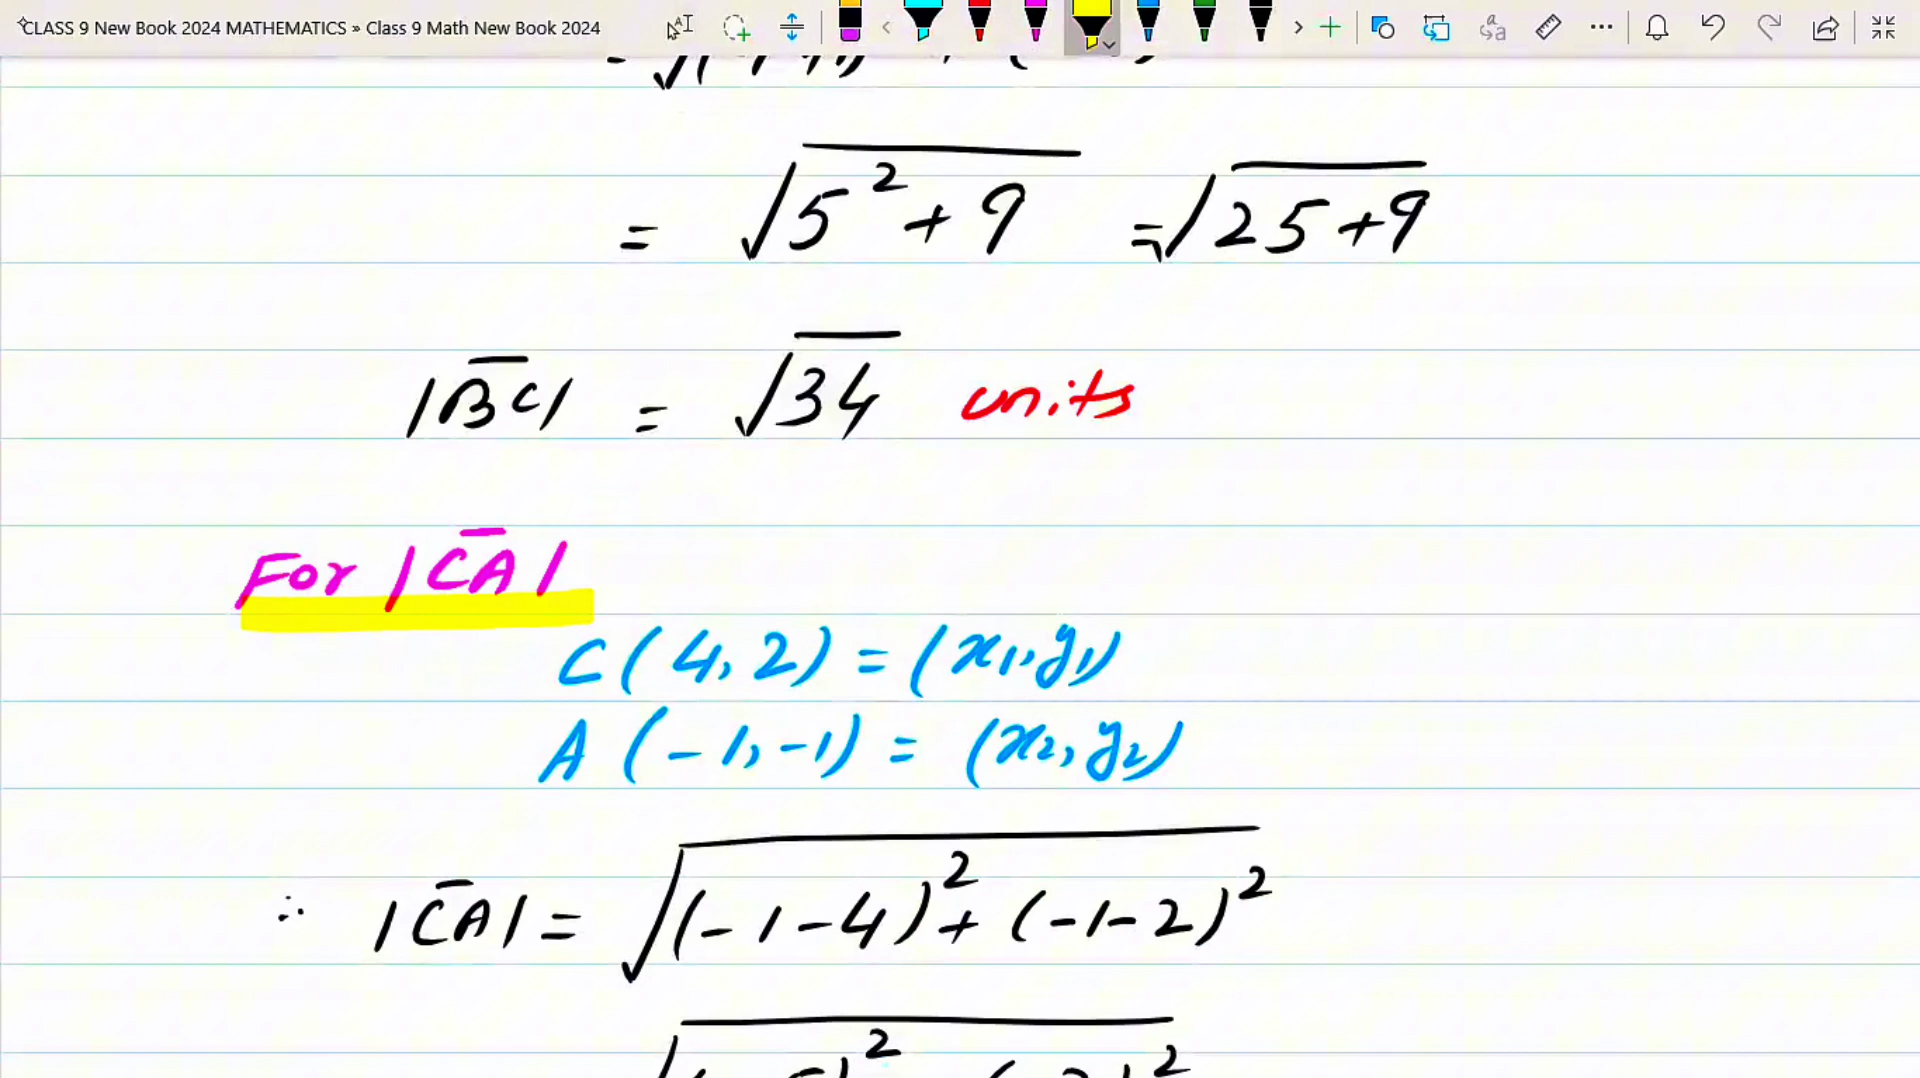 CLASS 9 New Book 2024 MATHEMATICS » Class 9 Math New Book 2024
= √5² + 9 = √25+9
|BC| = √34 units
For |CA|
C(4,2) = (x₁,y₁)
A (-1,-1) = (x₂,y₂)
∴ |CA| = √(-1-4)² + (-1-2)²